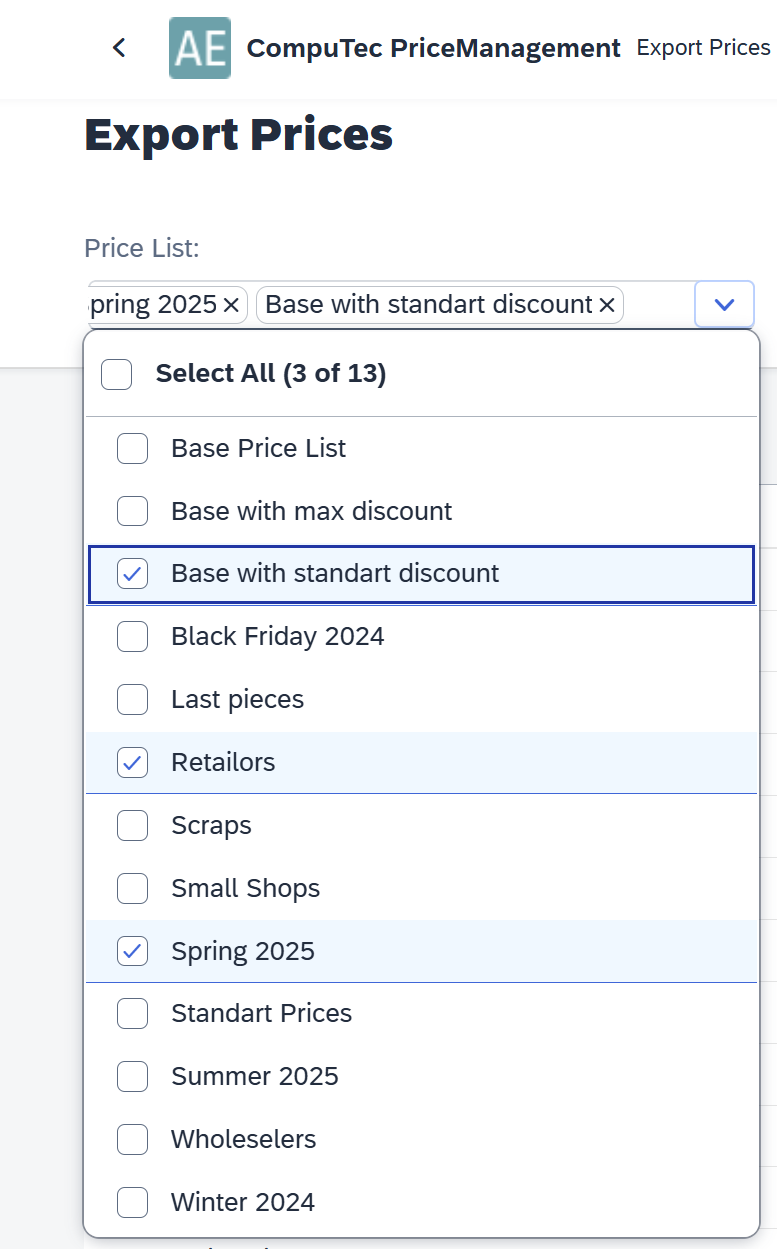 AE CompuTec PriceManagement Export Prices
Export Prices
Price List:
pring 2025 Base with standart discount
Select All (3 of 13)
Base Price List
Base with max discount
Base with standart discount
Black Friday 2024
Last pieces
Retailors
Scraps
Small Shops
Spring 2025
Standart Prices
Summer 2025
Wholeselers
Winter 2024